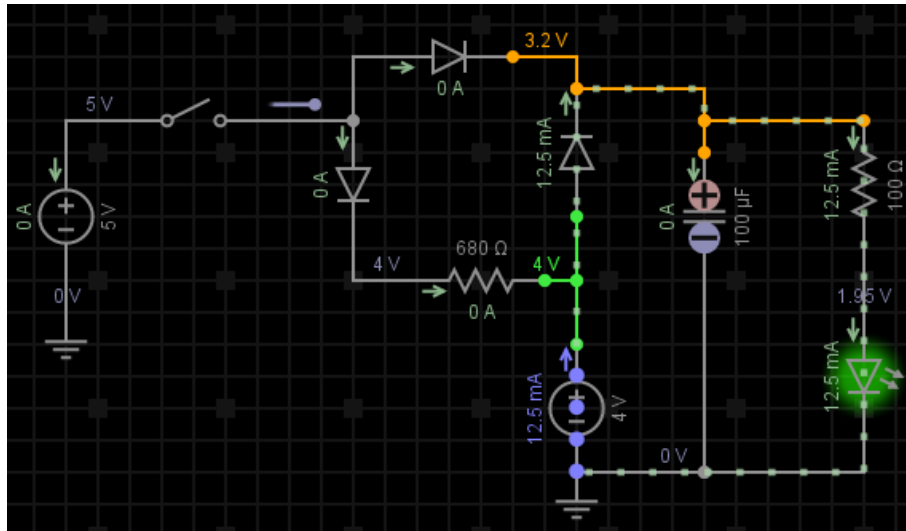 3.2 V
0 A
5 V
0 A
12.5 mA
0 A
5 V
0 A
100 µF
12.5 mA
100 Ω
680 Ω
4 V
4 V
0 A
0 V
1.95 V
12.5 mA
4 V
12.5 mA
0 V